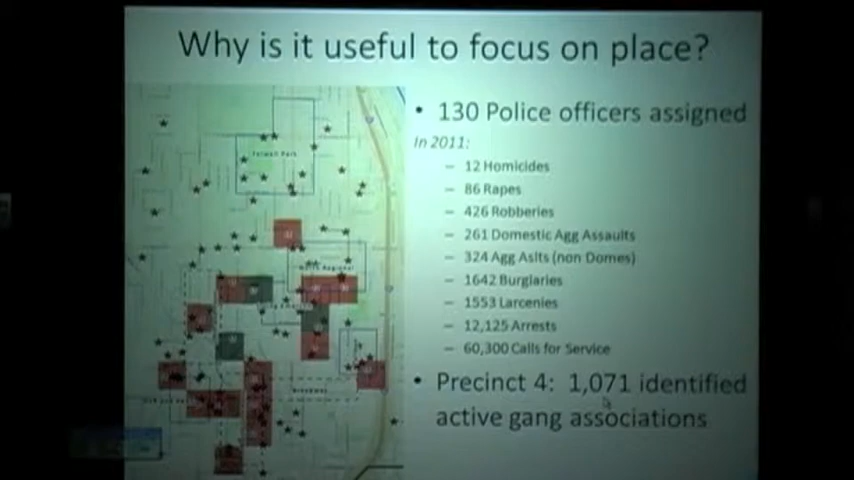 Why is it useful to focus on place?
• 130 Police officers assigned
In 2011:
– 12 Homicides
– 86 Rapes
– 426 Robberies
– 261 Domestic Agg Assaults
– 324 Agg Aslts (non Domes)
– 1642 Burglaries
– 1553 Larcenies
– 12,125 Arrests
– 60,300 Calls for Service
• Precinct 4: 1,071 identified
active gang associations